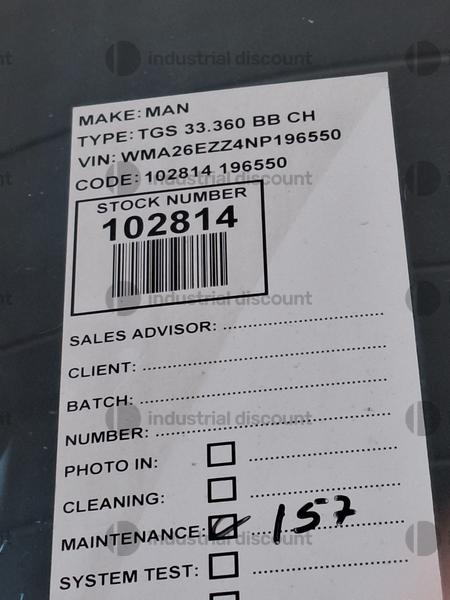 MAKE: MAN
TYPE: TGS 33.360 BB CH
VIN: WMA26EZZ4NP196550
CODE: 102814 196550
STOCK NUMBER
102814
SALES ADVISOR:
CLIENT:
BATCH:
NUMBER:
PHOTO IN:
CLEANING:
MAINTENANCE: 157
SYSTEM TEST:
industrial discount